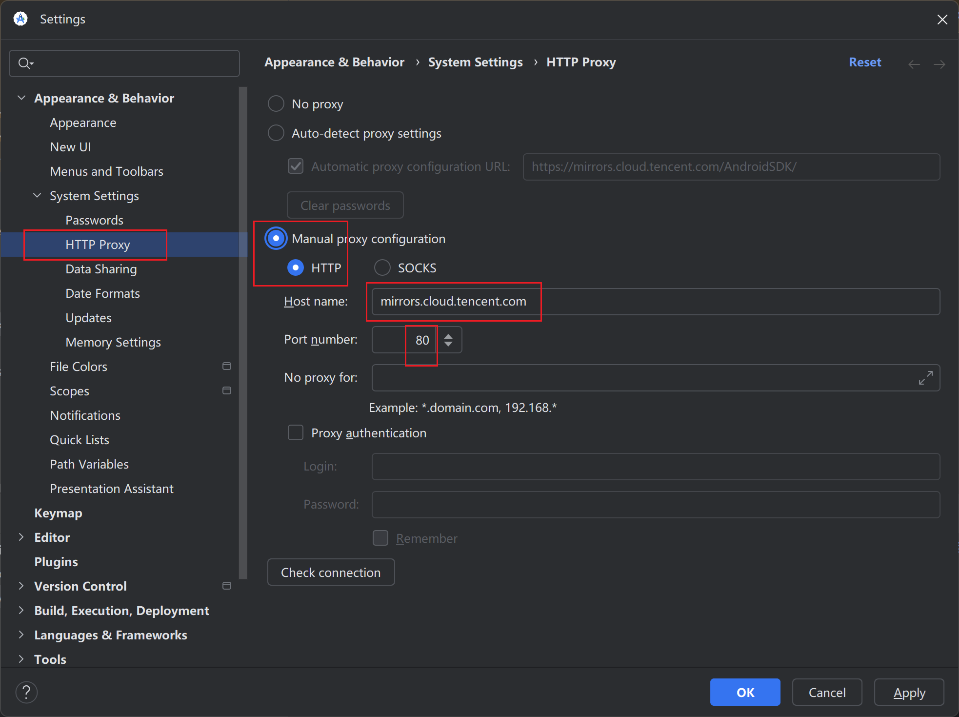 Settings
Appearance & Behavior › System Settings › HTTP Proxy
Reset
Appearance & Behavior
Appearance
New UI
Menus and Toolbars
System Settings
Passwords
HTTP Proxy
Data Sharing
Date Formats
Updates
Memory Settings
File Colors
Scopes
Notifications
Quick Lists
Path Variables
Presentation Assistant
Keymap
Editor
Plugins
Version Control
Build, Execution, Deployment
Languages & Frameworks
Tools
No proxy
Auto-detect proxy settings
Automatic proxy configuration URL: https://mirrors.cloud.tencent.com/AndroidSDK/
Clear passwords
Manual proxy configuration
HTTP SOCKS
Host name: mirrors.cloud.tencent.com
Port number: 80
No proxy for:
Example: *.domain.com, 192.168.*
Proxy authentication
Login:
Password:
Remember
Check connection
? OK Cancel Apply